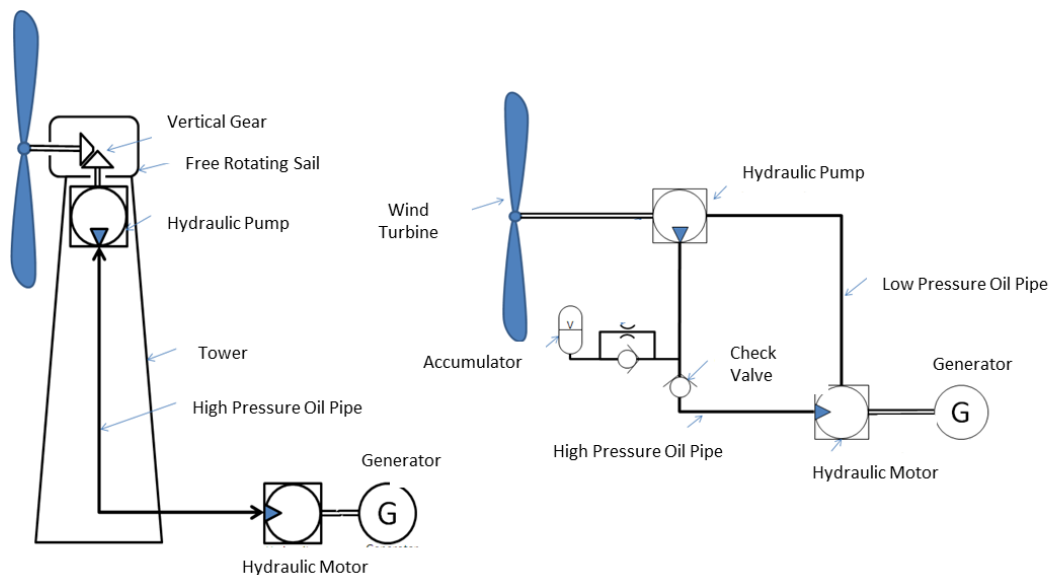 Vertical Gear
Free Rotating Sail
Hydraulic Pump
Tower
High Pressure Oil Pipe
Generator
G
Hydraulic Motor
Hydraulic Pump
Wind
Turbine
Low Pressure Oil Pipe
V
Accumulator
Check
Valve
Generator
G
High Pressure Oil Pipe
Hydraulic Motor